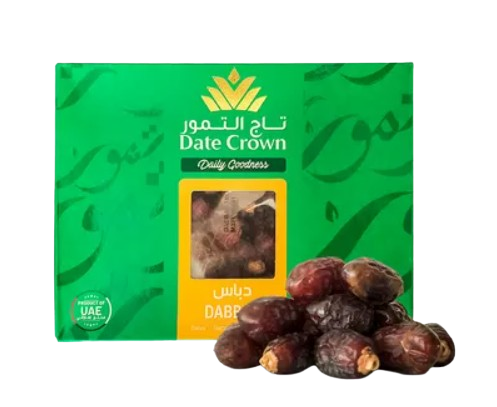 تاج التمور
Date Crown
Daily Goodness
دباس
DABB
PRODUCT OF
UAE